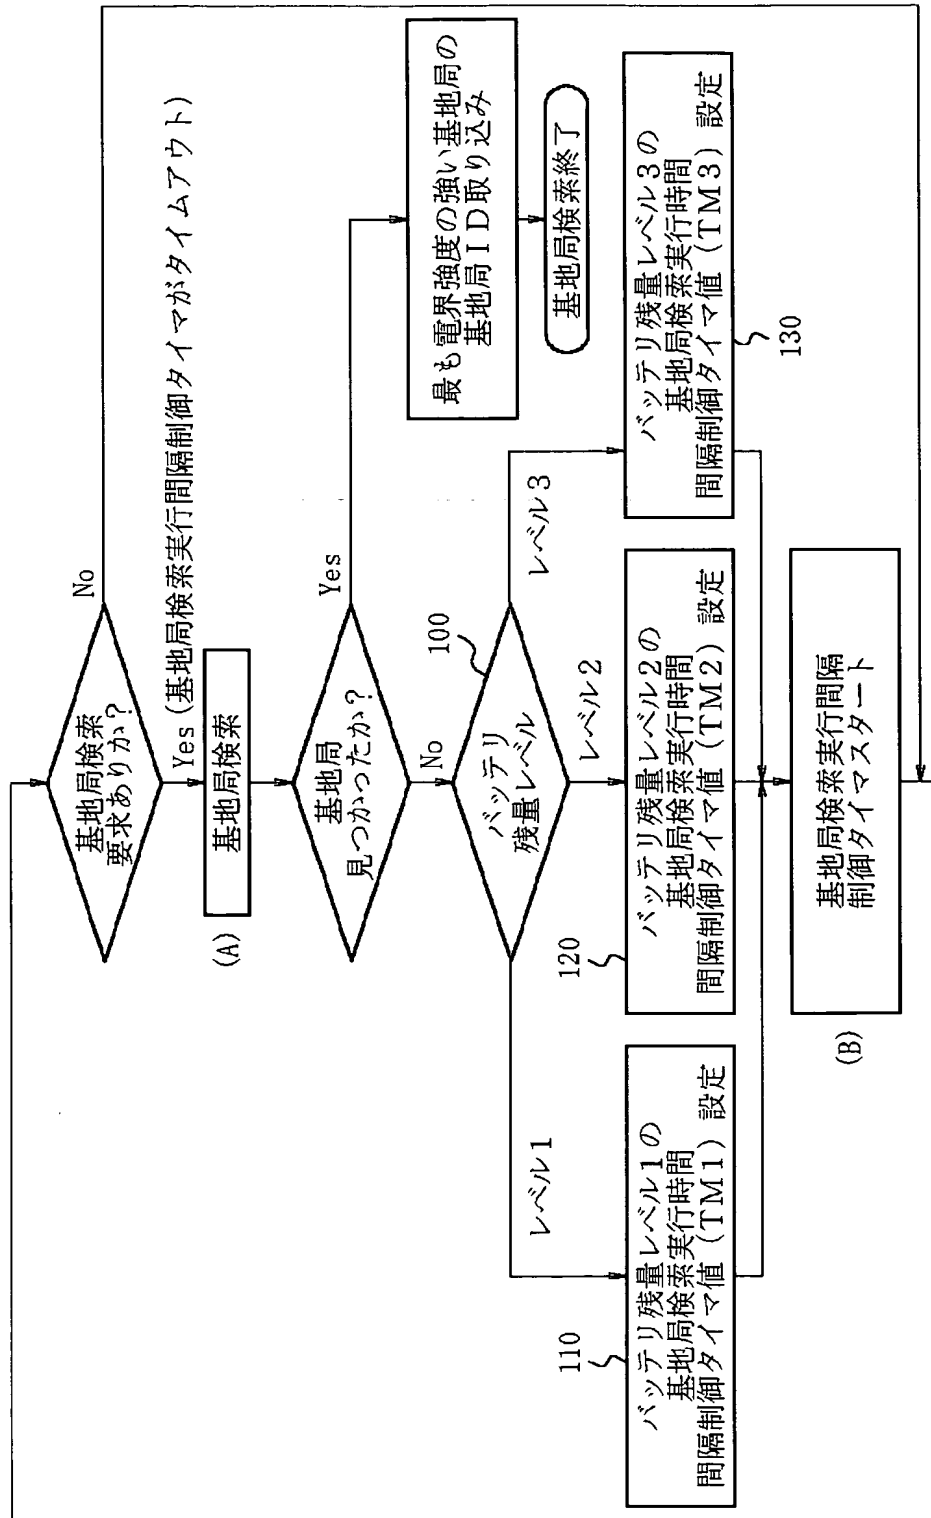 基地局検索
要求ありか?
No
Yes (基地局検索実行間隔制御タイマがタイムアウト)
(A)
基地局検索
基地局
見つかったか?
Yes
No
最も電界強度の強い基地局の
基地局ID取り込み
基地局検索終了
100
バッテリ
残量レベル
レベル1
レベル2
レベル3
110
バッテリ残量レベル1の
基地局検索実行時間
間隔制御タイマ値(TM1)設定
120
バッテリ残量レベル2の
基地局検索実行時間
間隔制御タイマ値(TM2)設定
バッテリ残量レベル3の
基地局検索実行時間
間隔制御タイマ値(TM3)設定
130
(B)
基地局検索実行間隔
制御タイマスタート